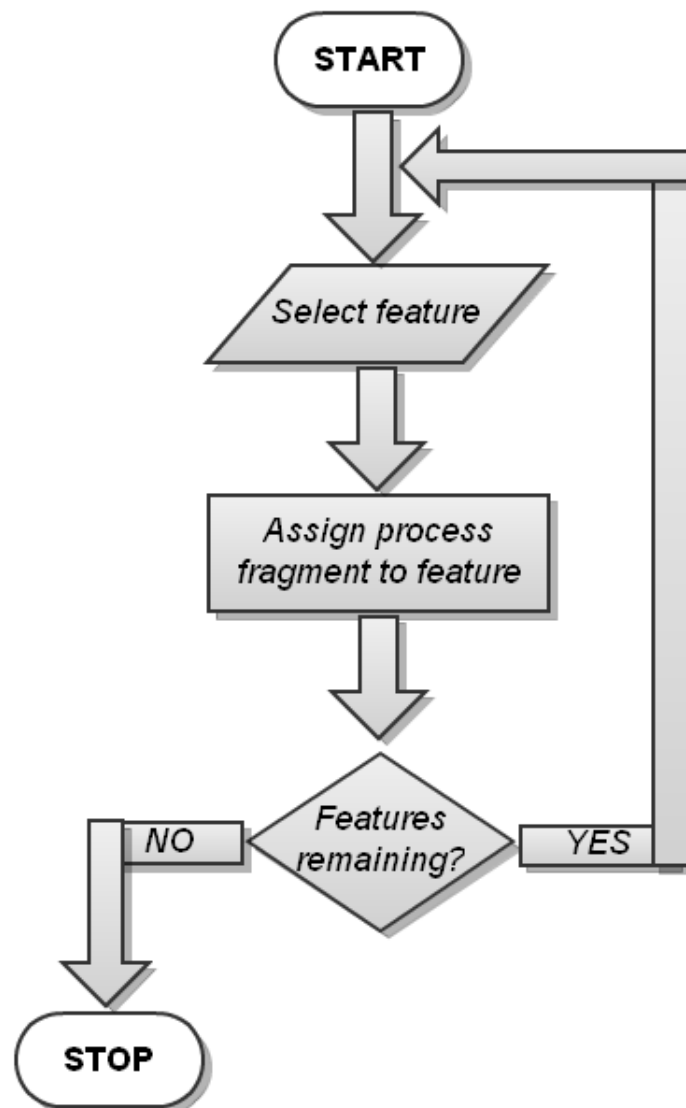 START
Select feature
Assign process
fragment to feature
Features
remaining?
NO
YES
STOP